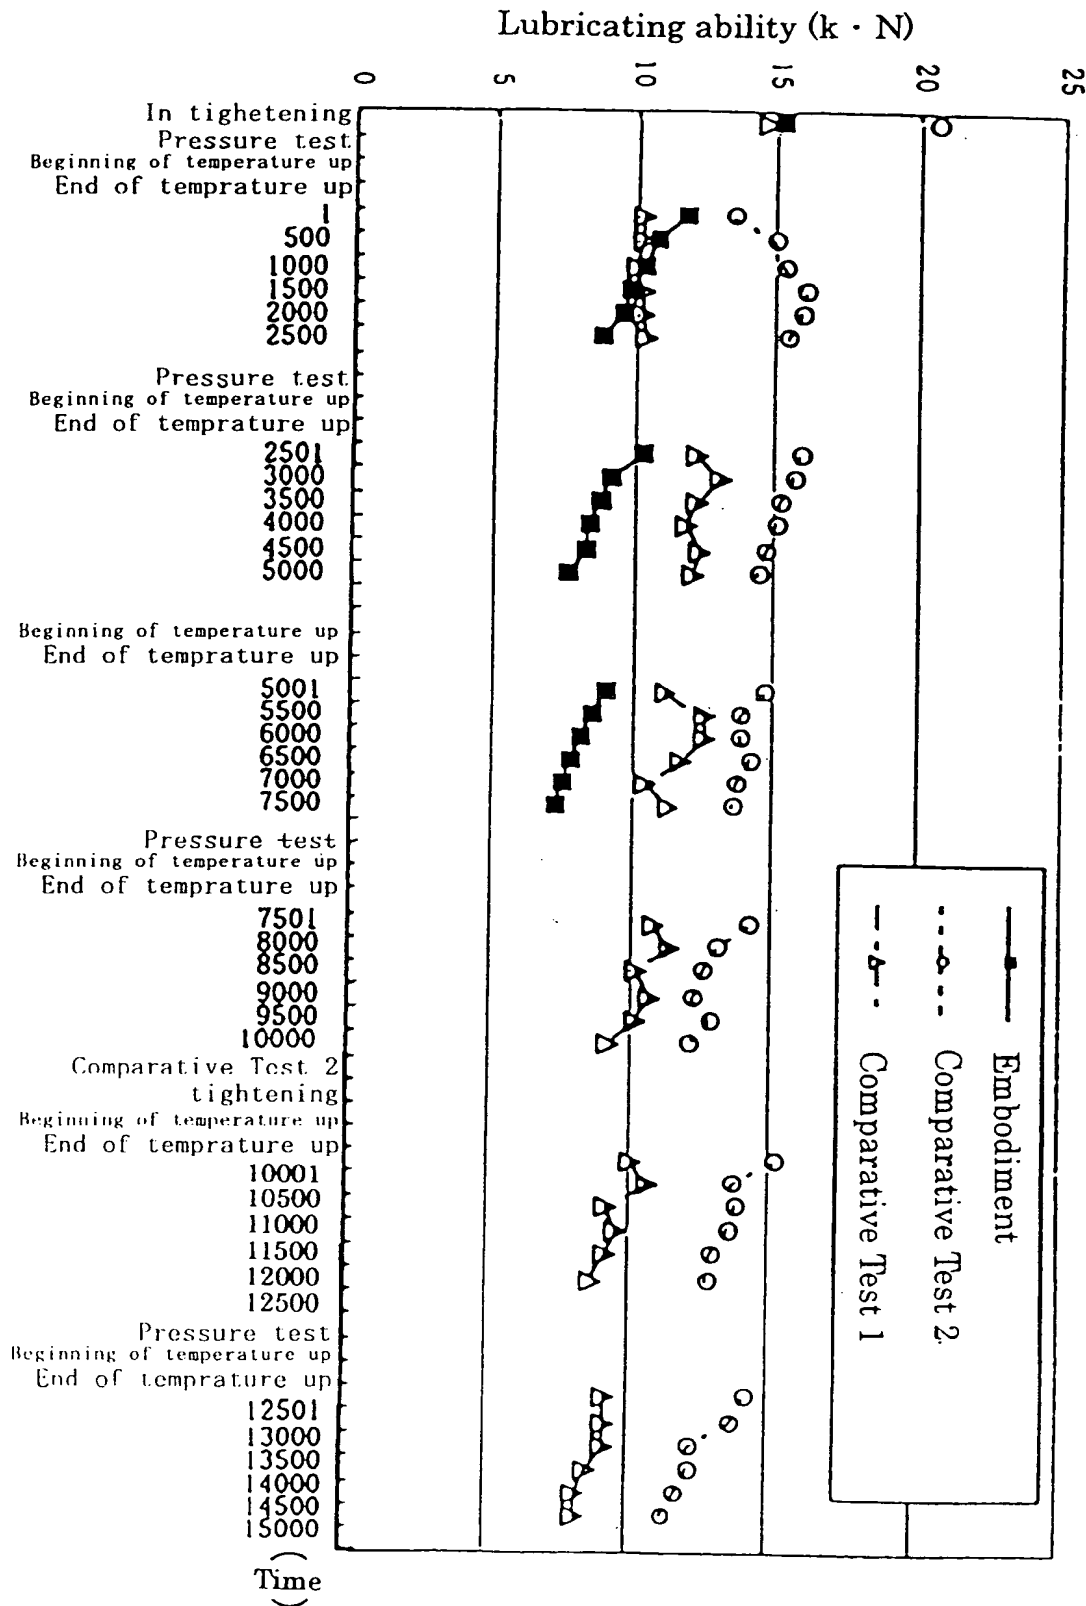 Lubricating ability (k · N)
0
5
10
15
20
25
In tighetening
Pressure test
Beginning of temperature up
End of temprature up
1
500
1000
1500
2000
2500
Pressure test
Beginning of temperature up
End of temprature up
2501
3000
3500
4000
4500
5000
Beginning of temperature up
End of temprature up
5001
5500
6000
6500
7000
7500
Pressure test
Beginning of temperature up
End of temprature up
7501
8000
8500
9000
9500
10000
Comparative Test 2
tightening
Beginning of temperature up
End of temprature up
10001
10500
11000
11500
12000
12500
Pressure test
Beginning of temperature up
End of temprature up
12501
13000
13500
14000
14500
15000
(Time)
Embodiment
Comparative Test 2
Comparative Test 1